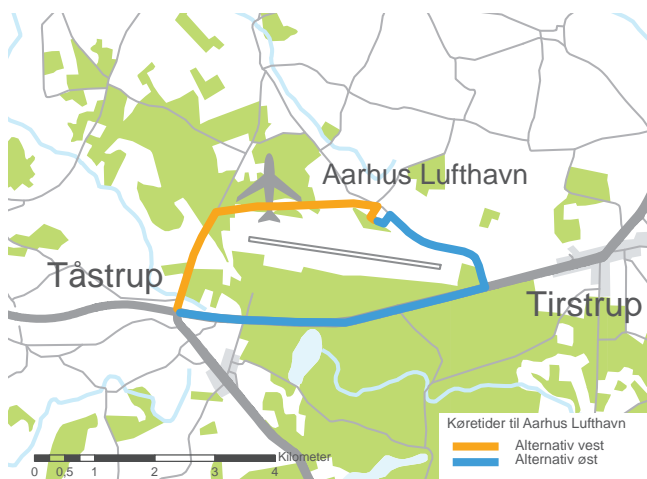 Aarhus Lufthavn
Tåstrup
Tirstrup
Køretider til Aarhus Lufthavn
Alternativ vest
Alternativ øst
Kilometer
0 0,5 1 2 3 4